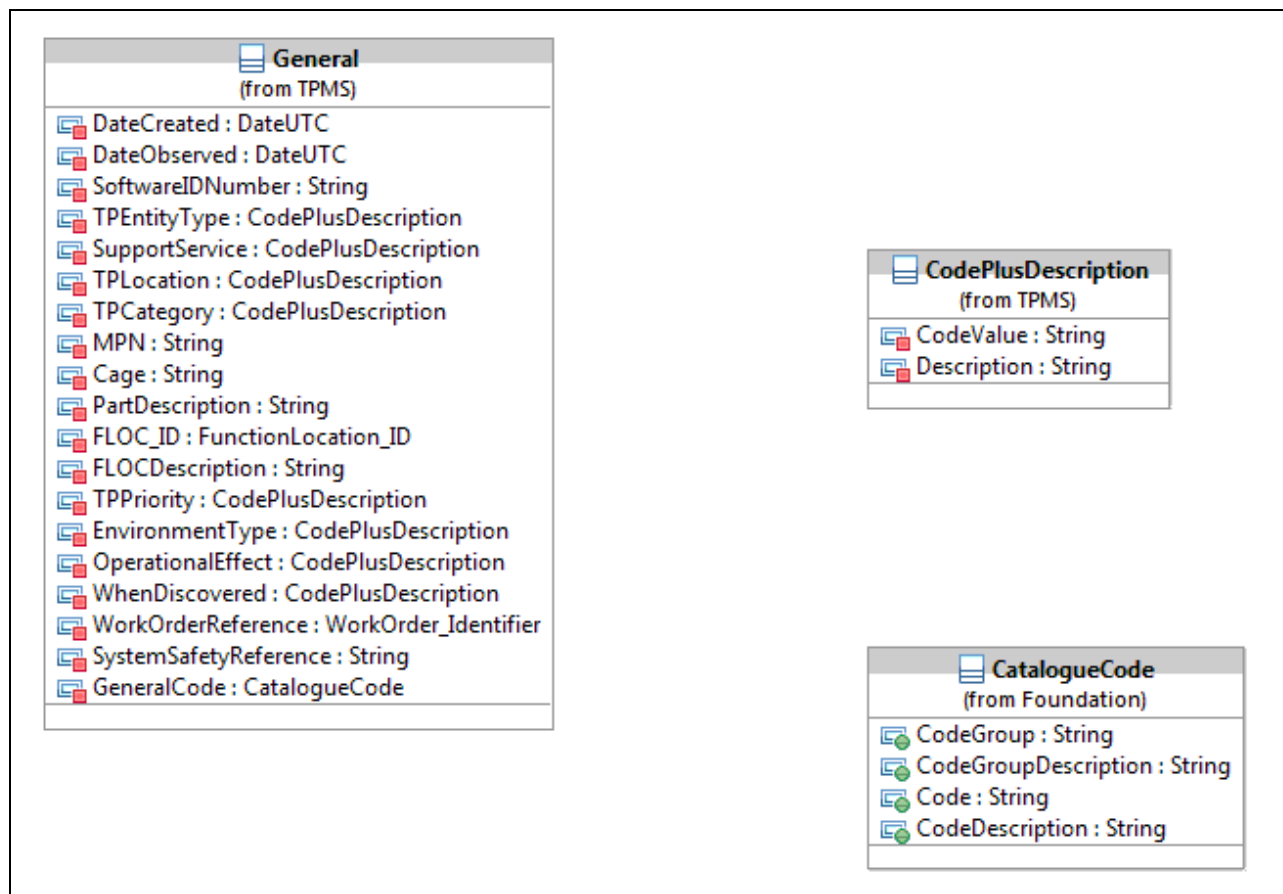 General
(from TPMS)
DateCreated : DateUTC
DateObserved : DateUTC
SoftwareIDNumber : String
TPEntityType : CodePlusDescription
SupportService : CodePlusDescription
TPLocation : CodePlusDescription
TPCategory : CodePlusDescription
MPN : String
Cage : String
PartDescription : String
FLOC_ID : FunctionLocation_ID
FLOCDescription : String
TPPriority : CodePlusDescription
EnvironmentType : CodePlusDescription
OperationalEffect : CodePlusDescription
WhenDiscovered : CodePlusDescription
WorkOrderReference : WorkOrder_Identifier
SystemSafetyReference : String
GeneralCode : CatalogueCode
CodePlusDescription
(from TPMS)
CodeValue : String
Description : String
CatalogueCode
(from Foundation)
CodeGroup : String
CodeGroupDescription : String
Code : String
CodeDescription : String